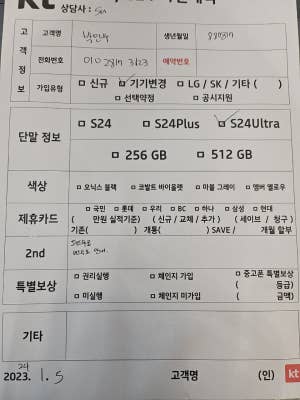 kt
상담사 :
고객정보
고객명 생년월일
전화번호 010 2817 3123 예약번호
가입유형 □ 신규 □ 기기변경 □ LG / SK / 기타 ( )
□ 선택약정 □ 공시지원
단말 정보 □ S24 □ S24Plus □ S24Ultra
□ 256 GB □ 512 GB
색상 □ 오닉스 블랙 □ 코발트 바이올렛 □ 마블 그레이 □ 앰버 옐로우
제휴카드 □ 국민 □ 롯데 □ 우리 □ BC □ 하나 □ 삼성 □ 현대
( 만원 실적기준) ( 신규 / 교체 / 추가 ) ( 세이브 / 청구 )
기존( ) 개통( ) SAVE / 개월 할부
2nd
특별보상 □ 권리실행 □ 체인지 가입 □ 중고폰 특별보상
( 등급)
□ 미실행 □ 체인지 미가입 ( 금액)
기타
24
2023. 1. 5 고객명 (인) kt